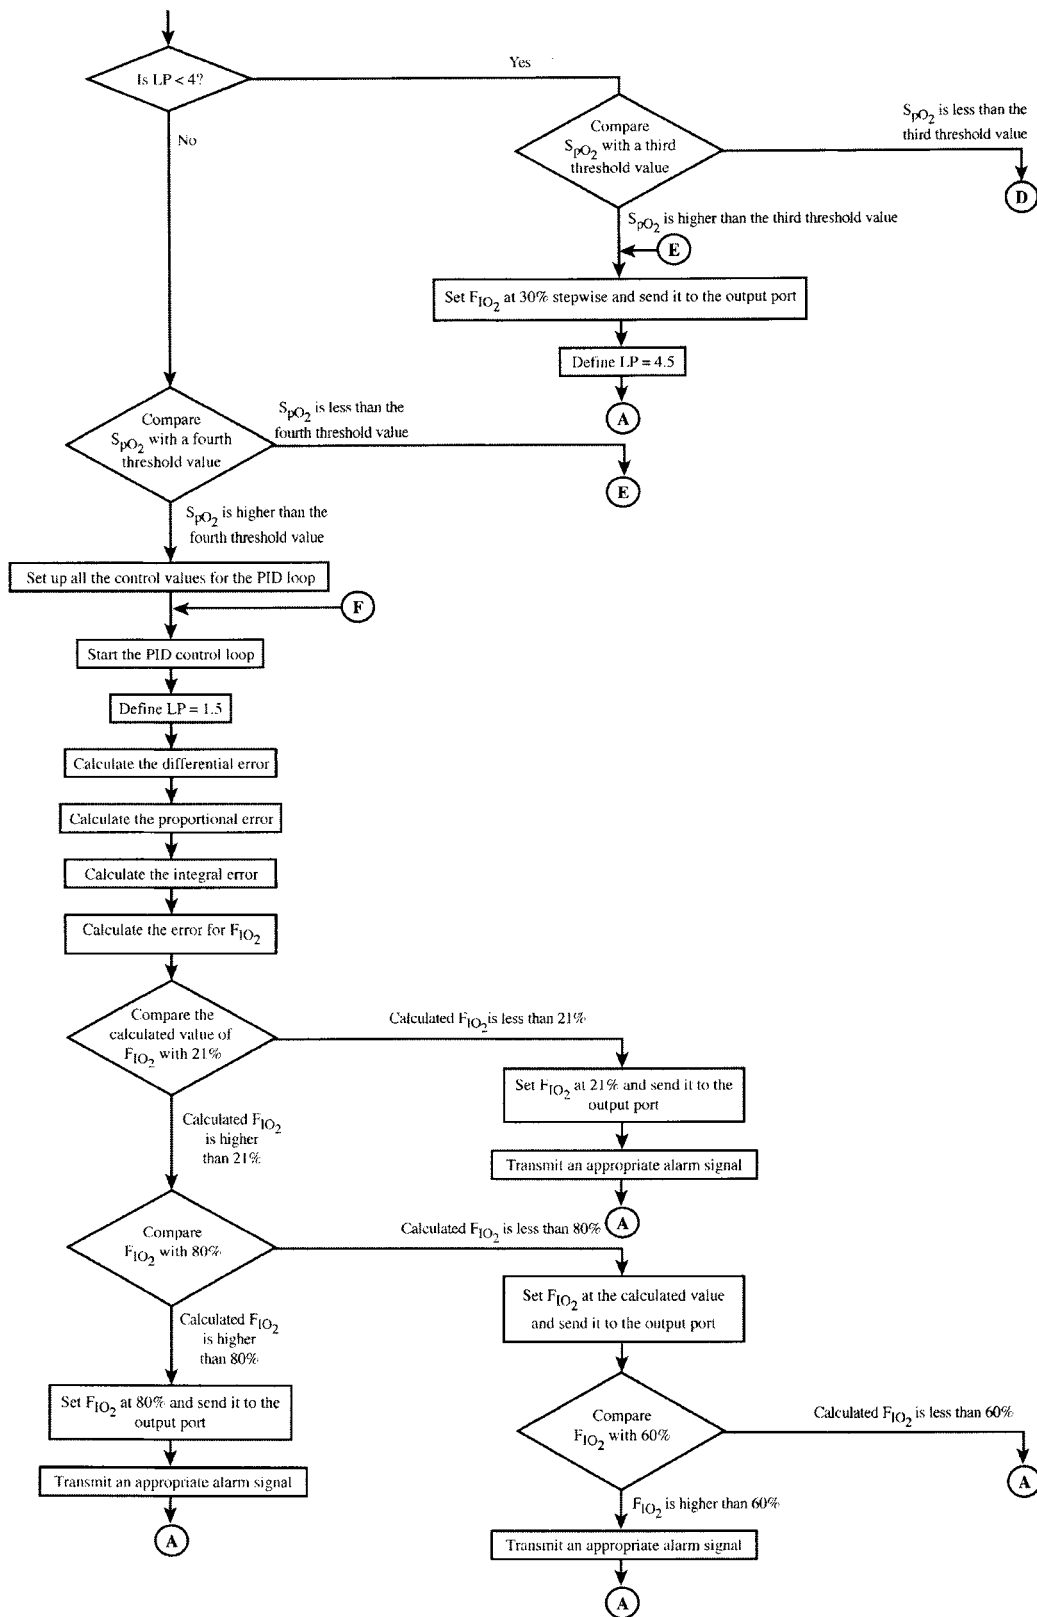 Is LP < 4?
Yes
No
Compare
SpO2 with a third
threshold value
SpO2 is less than the
third threshold value
D
SpO2 is higher than the third threshold value
E
Set FIO2 at 30% stepwise and send it to the output port
Define LP = 4.5
A
Compare
SpO2 with a fourth
threshold value
SpO2 is less than the
fourth threshold value
E
SpO2 is higher than the
fourth threshold value
Set up all the control values for the PID loop
F
Start the PID control loop
Define LP = 1.5
Calculate the differential error
Calculate the proportional error
Calculate the integral error
Calculate the error for FIO2
Compare the
calculated value of
FIO2 with 21%
Calculated FIO2 is less than 21%
Set FIO2 at 21% and send it to the
output port
Transmit an appropriate alarm signal
A
Calculated FIO2
is higher
than 21%
Compare
FIO2 with 80%
Calculated FIO2 is less than 80%
Set FIO2 at the calculated value
and send it to the output port
Calculated FIO2
is higher
than 80%
Set FIO2 at 80% and send it to the
output port
Transmit an appropriate alarm signal
A
Compare
FIO2 with 60%
Calculated FIO2 is less than 60%
A
FIO2 is higher than 60%
Transmit an appropriate alarm signal
A